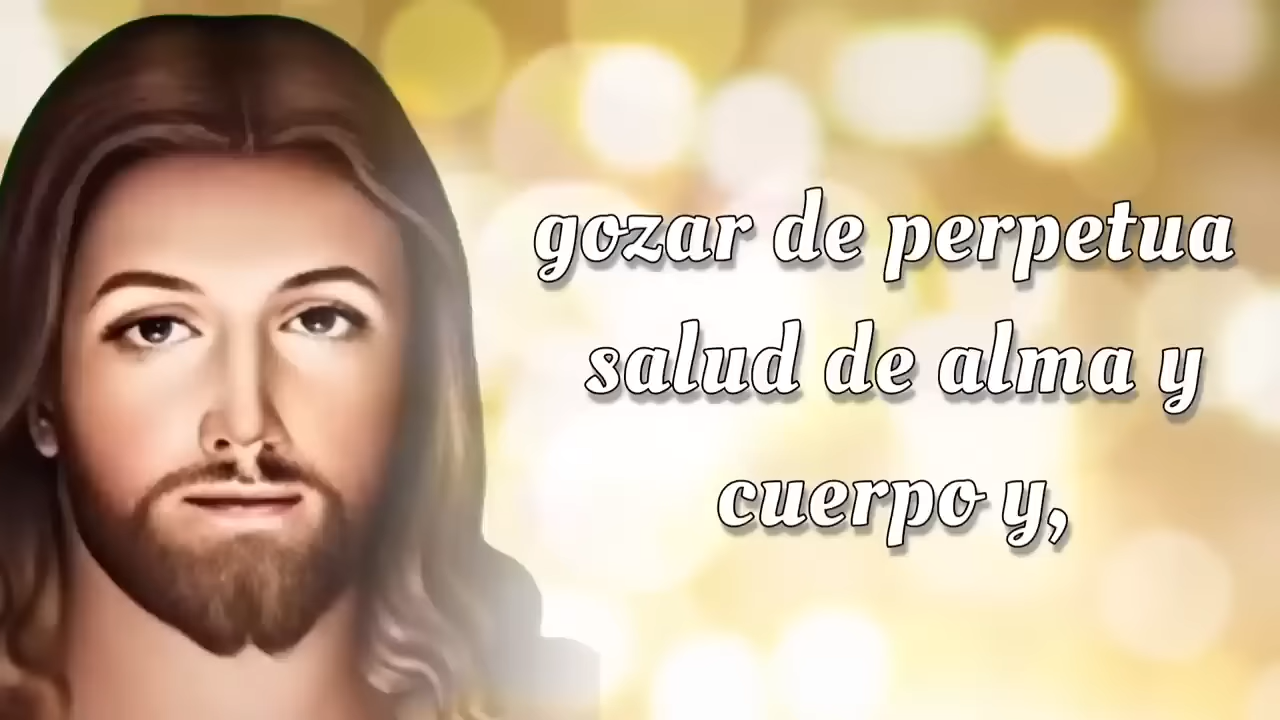 gozar de perpetua
salud de alma y
cuerpo y,